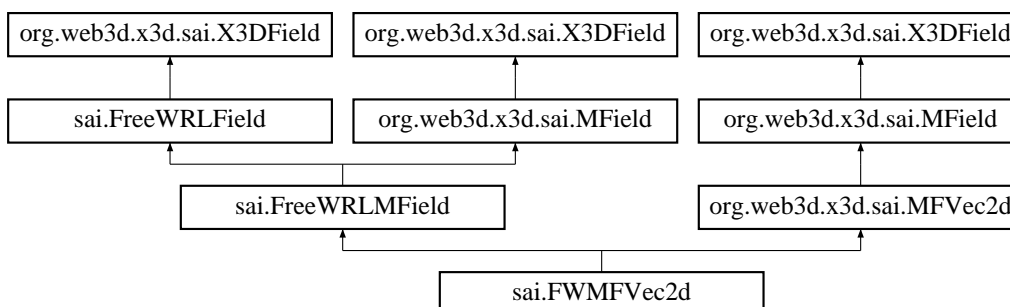 org.web3d.x3d.sai.X3DField org.web3d.x3d.sai.X3DField org.web3d.x3d.sai.X3DField
sai.FreeWRLField org.web3d.x3d.sai.MField org.web3d.x3d.sai.MField
sai.FreeWRLMField org.web3d.x3d.sai.MFVec2d
sai.FWMFVec2d